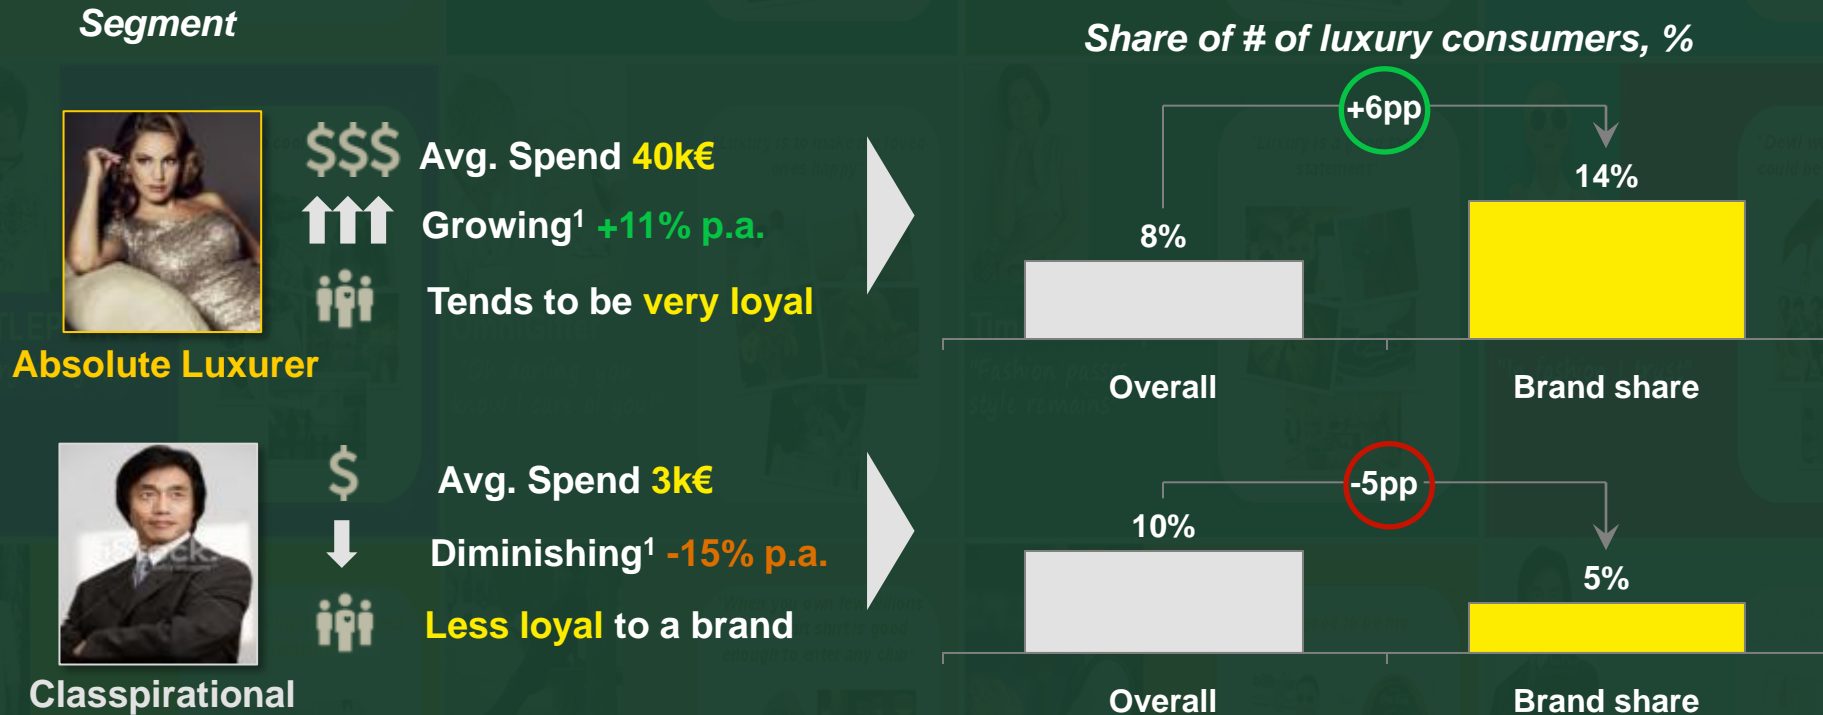 Segment
Share of # of luxury consumers, %
$$$ Avg. Spend 40k€
Growing¹ +11% p.a.
Tends to be very loyal
Absolute Luxurer
+6pp
8%
14%
Overall
Brand share
$ Avg. Spend 3k€
Diminishing¹ -15% p.a.
Less loyal to a brand
Classpirational
-5pp
10%
5%
Overall
Brand share